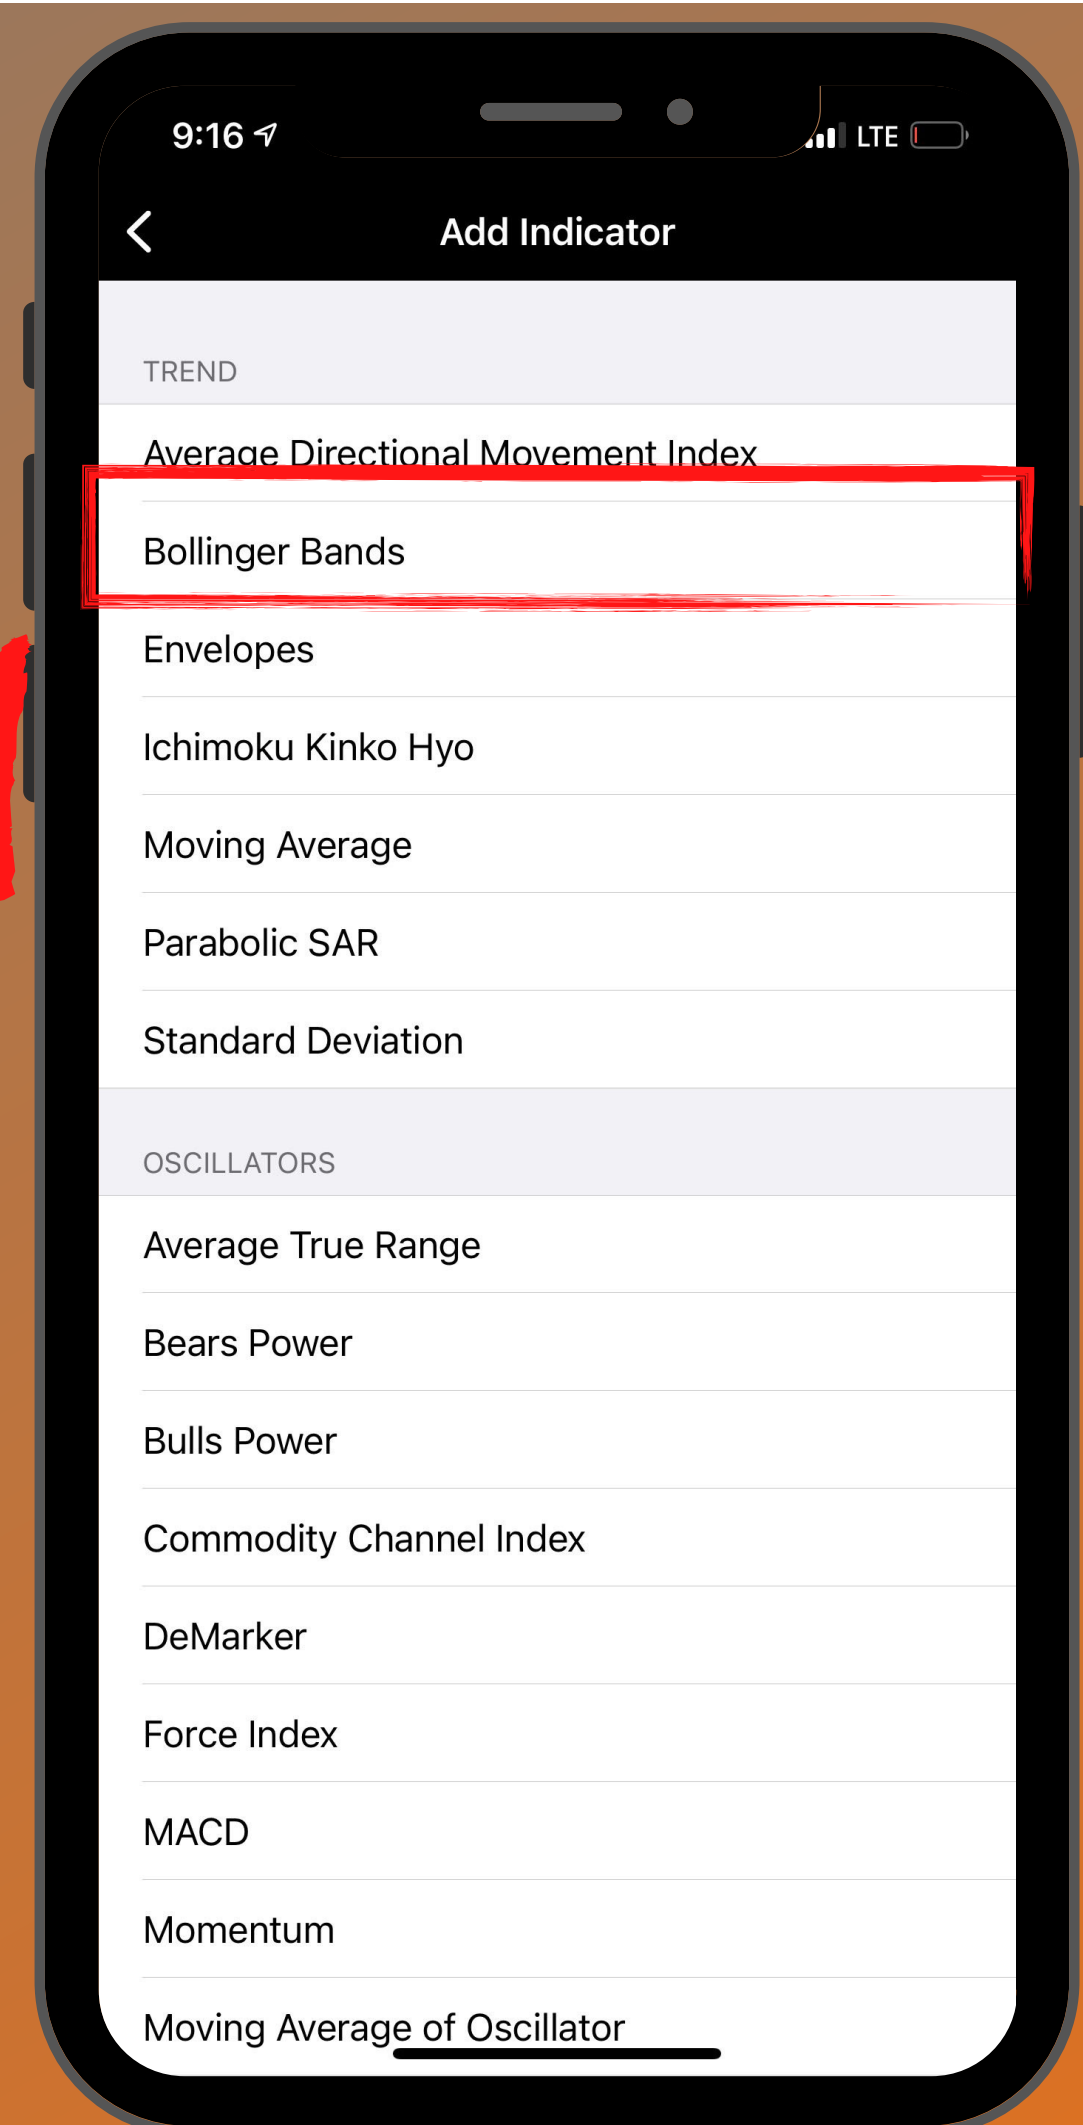 9:16
LTE
Add Indicator
TREND
Average Directional Movement Index
Bollinger Bands
Envelopes
Ichimoku Kinko Hyo
Moving Average
Parabolic SAR
Standard Deviation
OSCILLATORS
Average True Range
Bears Power
Bulls Power
Commodity Channel Index
DeMarker
Force Index
MACD
Momentum
Moving Average of Oscillator